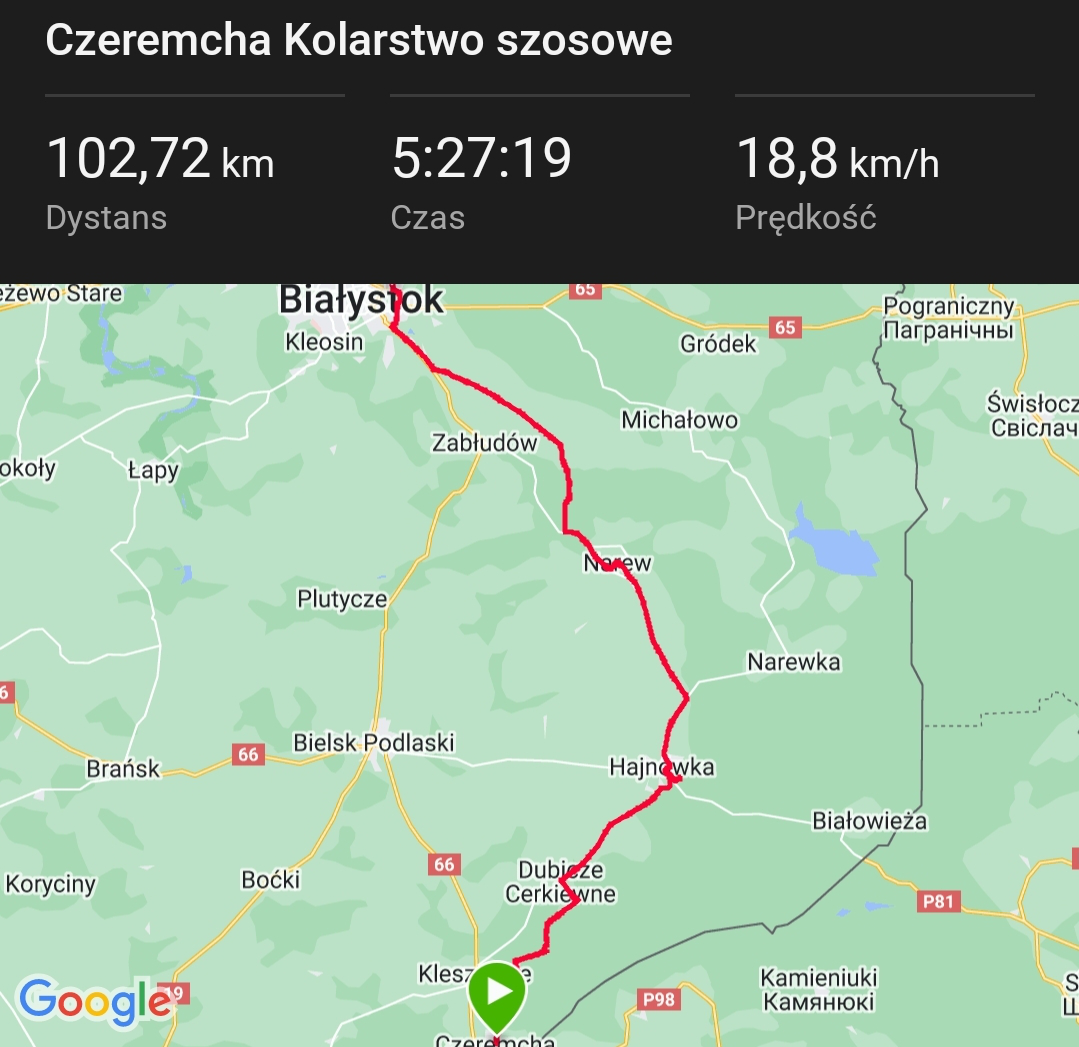 Czeremcha Kolarstwo szosowe
102,72 km
5:27:19
18,8 km/h
Dystans
Czas
Prędkość
eżewo Stare
Białystok
65
Pograniczny
Пагранічны
Kleosin
65
Gródek
Świsłocz
Свіслач
Michałowo
Zabłudów
okoły
Łapy
Narew
Plutycze
Narewka
6
Bielsk Podlaski
66
Brańsk
Hajnówka
Białowieża
66
Dubicze
Cerkiewne
Koryciny
Boćki
P81
Google
19
Kamieniuki
Камянюкі
P98
Czeremcha